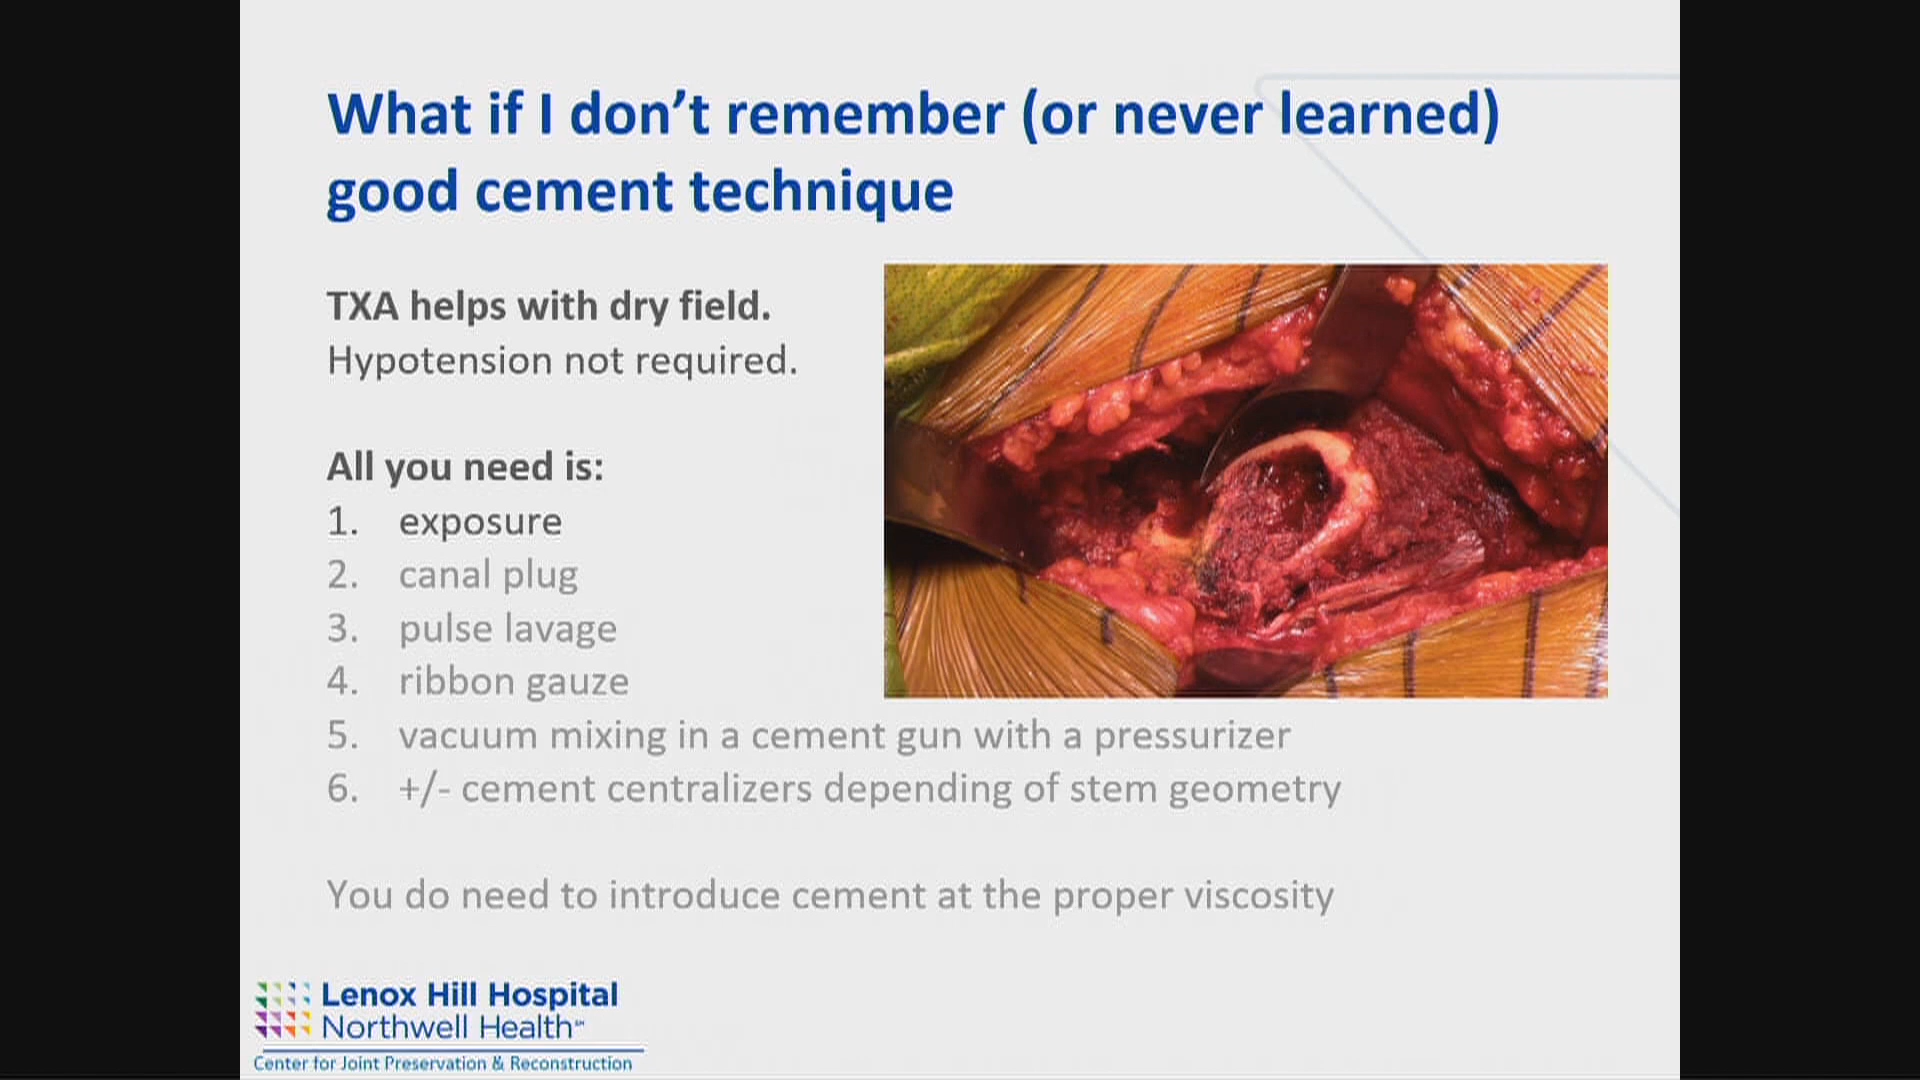 What if I don’t remember (or never learned)
good cement technique
TXA helps with dry field.
Hypotension not required.
All you need is:
1. exposure
2. canal plug
3. pulse lavage
4. ribbon gauze
5. vacuum mixing in a cement gun with a pressurizer
6. +/- cement centralizers depending of stem geometry
You do need to introduce cement at the proper viscosity
Lenox Hill Hospital
Northwell Health℠
Center for Joint Preservation & Reconstruction